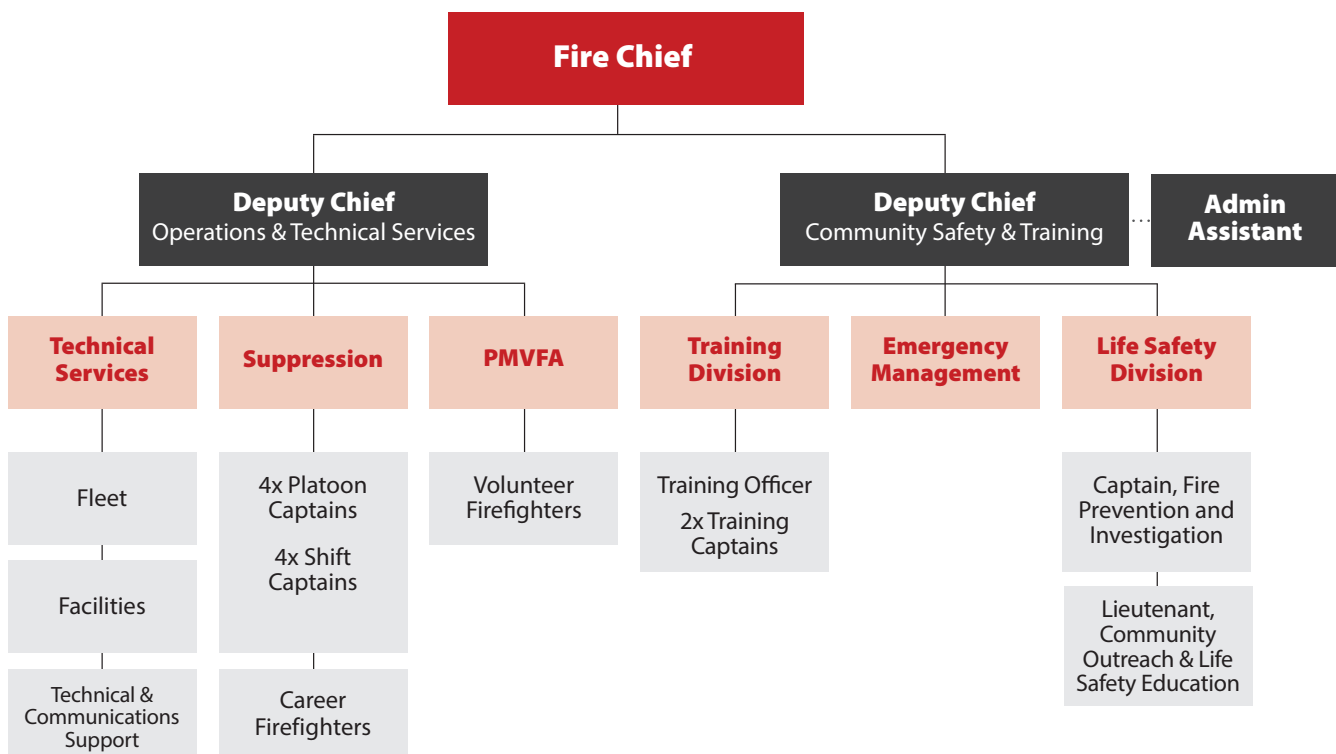 Fire Chief
Deputy Chief
Operations & Technical Services
Deputy Chief
Community Safety & Training
Admin
Assistant
Technical
Services
Suppression
PMVFA
Training
Division
Emergency
Management
Life Safety
Division
Fleet
4x Platoon
Captains
4x Shift
Captains
Volunteer
Firefighters
Training Officer
2x Training
Captains
Captain, Fire
Prevention and
Investigation
Facilities
Lieutenant,
Community
Outreach & Life
Safety Education
Technical &
Communications
Support
Career
Firefighters